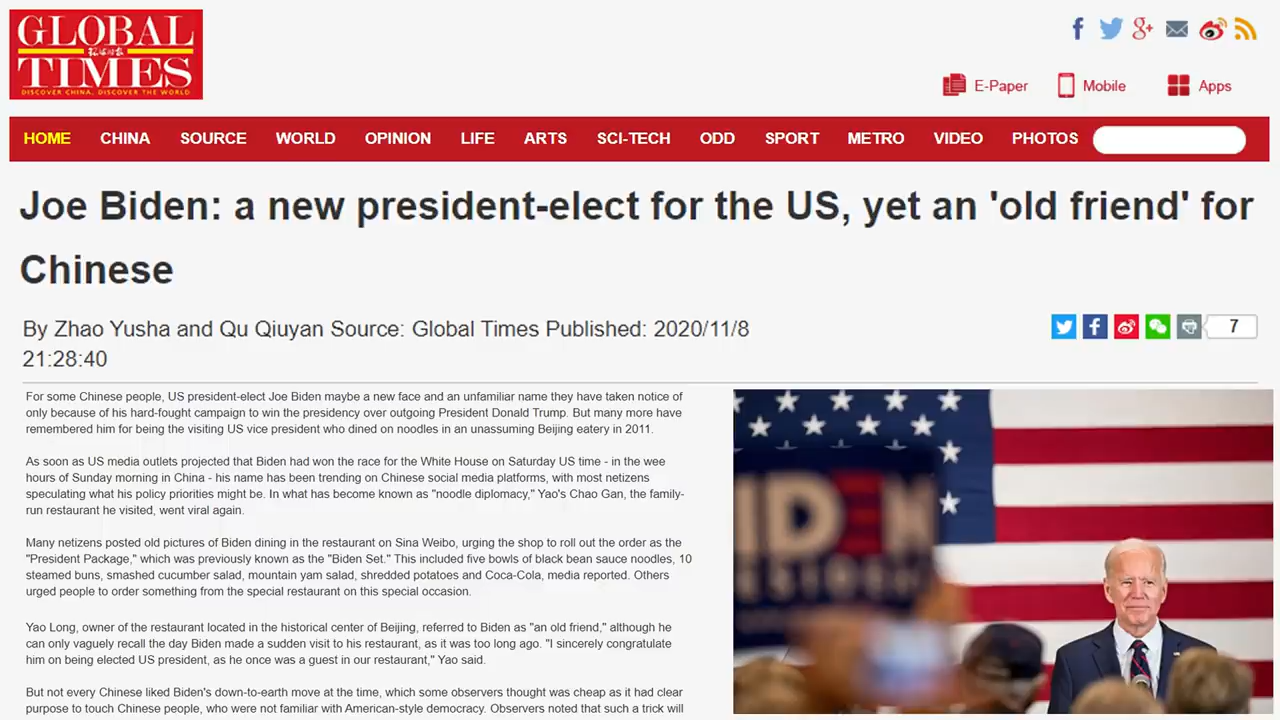 GLOBAL
环球时报
TIMES
DISCOVER CHINA, DISCOVER THE WORLD
E-Paper
Mobile
Apps
HOME CHINA SOURCE WORLD OPINION LIFE ARTS SCI-TECH ODD SPORT METRO VIDEO PHOTOS
Joe Biden: a new president-elect for the US, yet an 'old friend' for
Chinese
By Zhao Yusha and Qu Qiuyan Source: Global Times Published: 2020/11/8
21:28:40
7
For some Chinese people, US president-elect Joe Biden maybe a new face and an unfamiliar name they have taken notice of
only because of his hard-fought campaign to win the presidency over outgoing President Donald Trump. But many more have
remembered him for being the visiting US vice president who dined on noodles in an unassuming Beijing eatery in 2011.
As soon as US media outlets projected that Biden had won the race for the White House on Saturday US time - in the wee
hours of Sunday morning in China - his name has been trending on Chinese social media platforms, with most netizens
speculating what his policy priorities might be. In what has become known as "noodle diplomacy," Yao's Chao Gan, the family-
run restaurant he visited, went viral again.
Many netizens posted old pictures of Biden dining in the restaurant on Sina Weibo, urging the shop to roll out the order as the
"President Package," which was previously known as the "Biden Set." This included five bowls of black bean sauce noodles, 10
steamed buns, smashed cucumber salad, mountain yam salad, shredded potatoes and Coca-Cola, media reported. Others
urged people to order something from the special restaurant on this special occasion.
Yao Long, owner of the restaurant located in the historical center of Beijing, referred to Biden as "an old friend," although he
can only vaguely recall the day Biden made a sudden visit to his restaurant, as it was too long ago. "I sincerely congratulate
him on being elected US president, as he once was a guest in our restaurant," Yao said.
But not every Chinese liked Biden's down-to-earth move at the time, which some observers thought was cheap as it had clear
purpose to touch Chinese people, who were not familiar with American-style democracy. Observers noted that such a trick will
IDEN